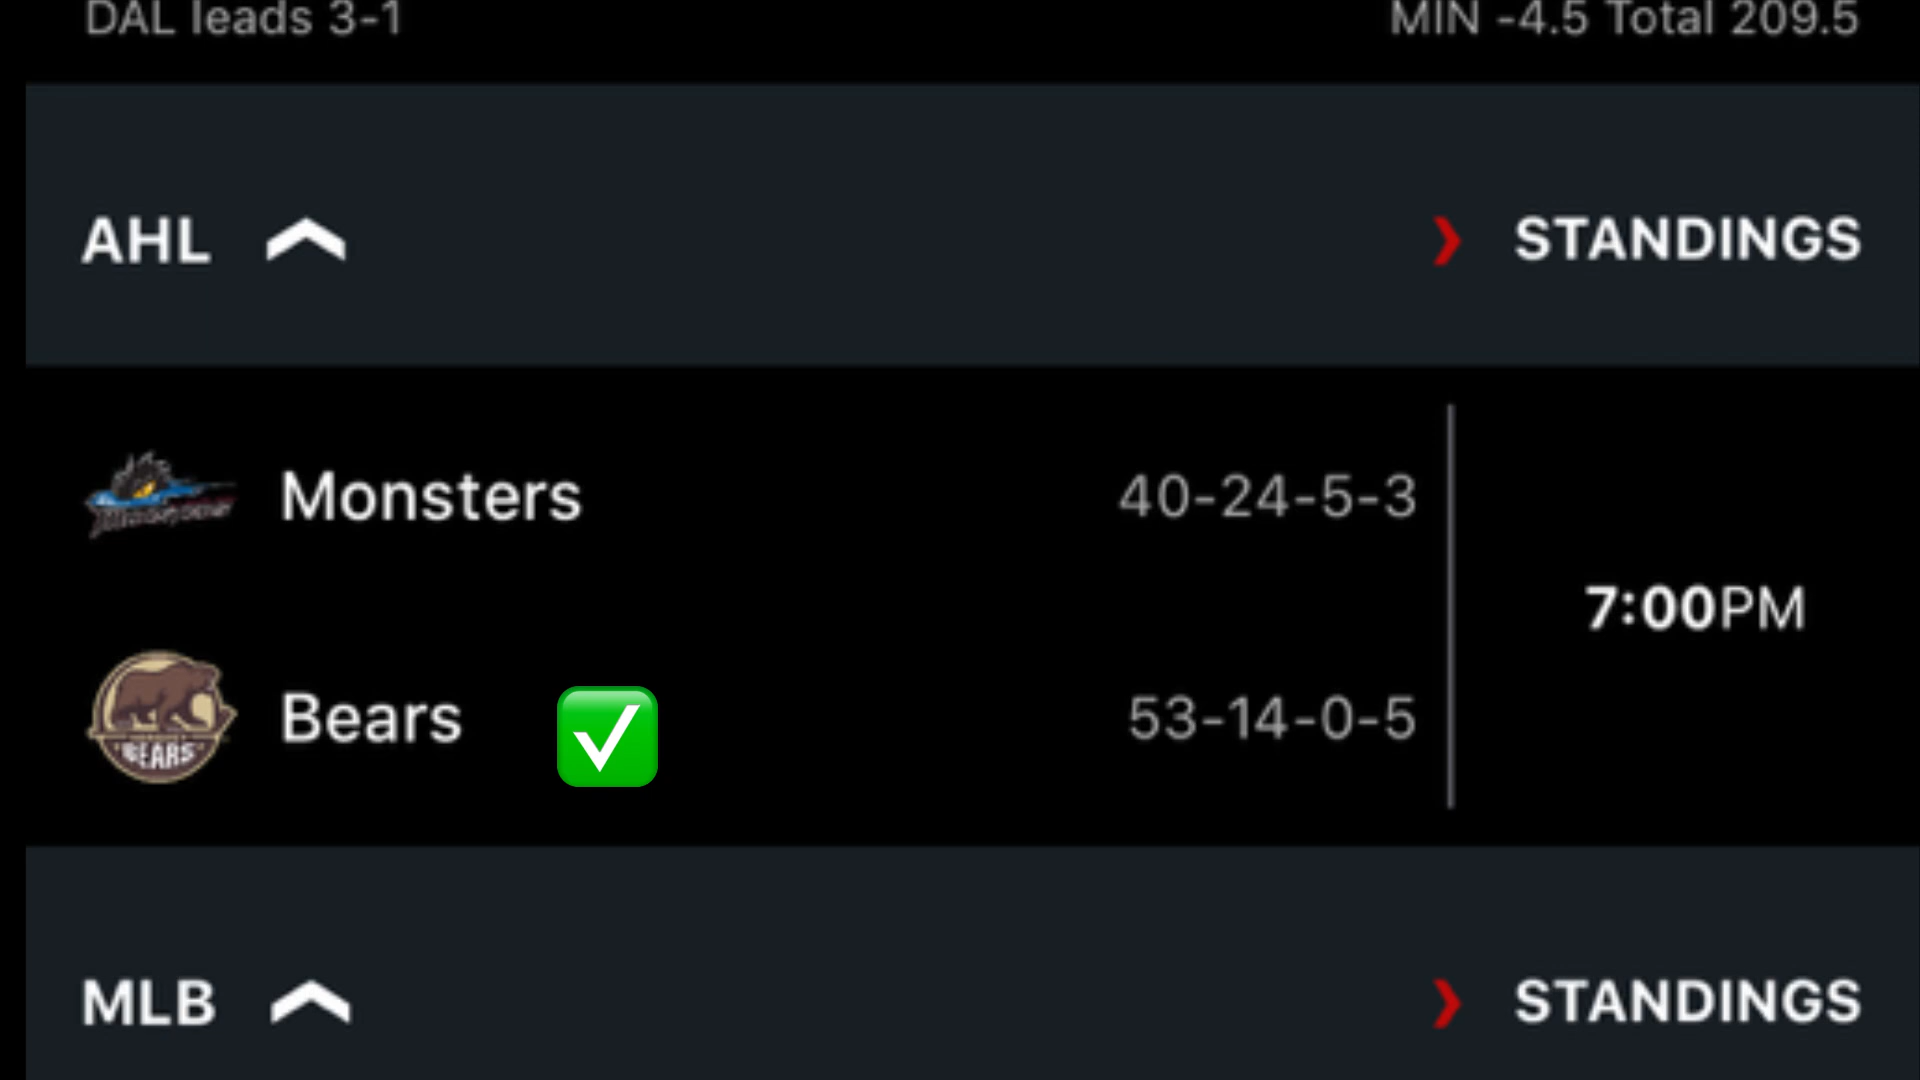 DAL leads 3-1 MIN -4.5 Total 209.5
AHL STANDINGS
Monsters 40-24-5-3
7:00PM
Bears 53-14-0-5
BEARS
MLB STANDINGS